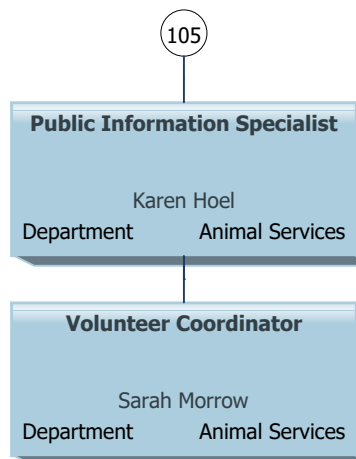 105
Public Information Specialist
Karen Hoel
Department Animal Services
Volunteer Coordinator
Sarah Morrow
Department Animal Services